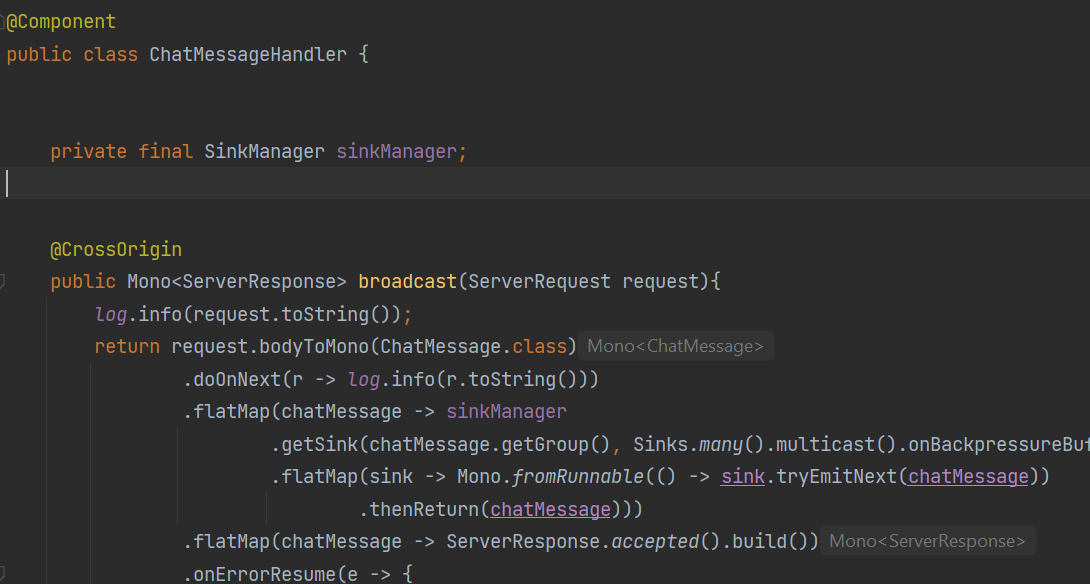 @Component
public class ChatMessageHandler {
private final SinkManager sinkManager;
@CrossOrigin
public Mono<ServerResponse> broadcast(ServerRequest request){
log.info(request.toString());
return request.bodyToMono(ChatMessage.class) Mono<ChatMessage>
.doOnNext(r -> log.info(r.toString()))
.flatMap(chatMessage -> sinkManager
.getSink(chatMessage.getGroup(), Sinks.many().multicast().onBackpressureBuf
.flatMap(sink -> Mono.fromRunnable(() -> sink.tryEmitNext(chatMessage))
.thenReturn(chatMessage)))
.flatMap(chatMessage -> ServerResponse.accepted().build()) Mono<ServerResponse>
.onErrorResume(e -> {